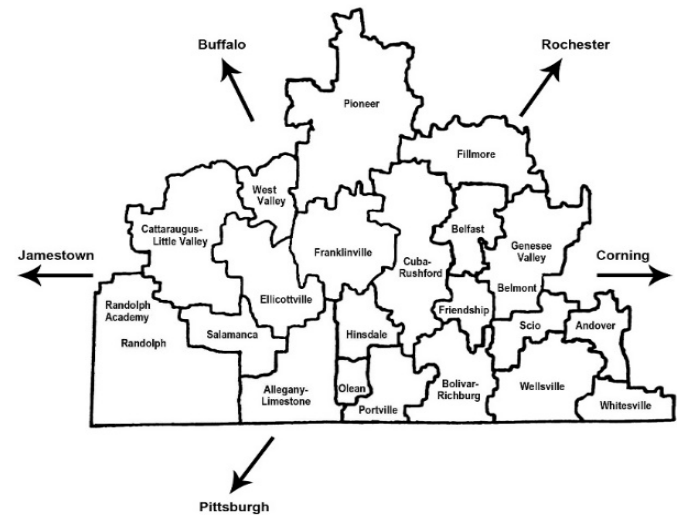 Buffalo
Rochester
Pioneer
Fillmore
West
Valley
Cattaraugus-
Little Valley
Belfast
Franklinville
Genesee
Valley
Jamestown
Cuba-
Rushford
Corning
Belmont
Ellicottville
Randolph
Academy
Friendship
Salamanca
Hinsdale
Scio
Andover
Randolph
Allegany-
Limestone
Olean
Bolivar-
Richburg
Wellsville
Portville
Whitesville
Pittsburgh